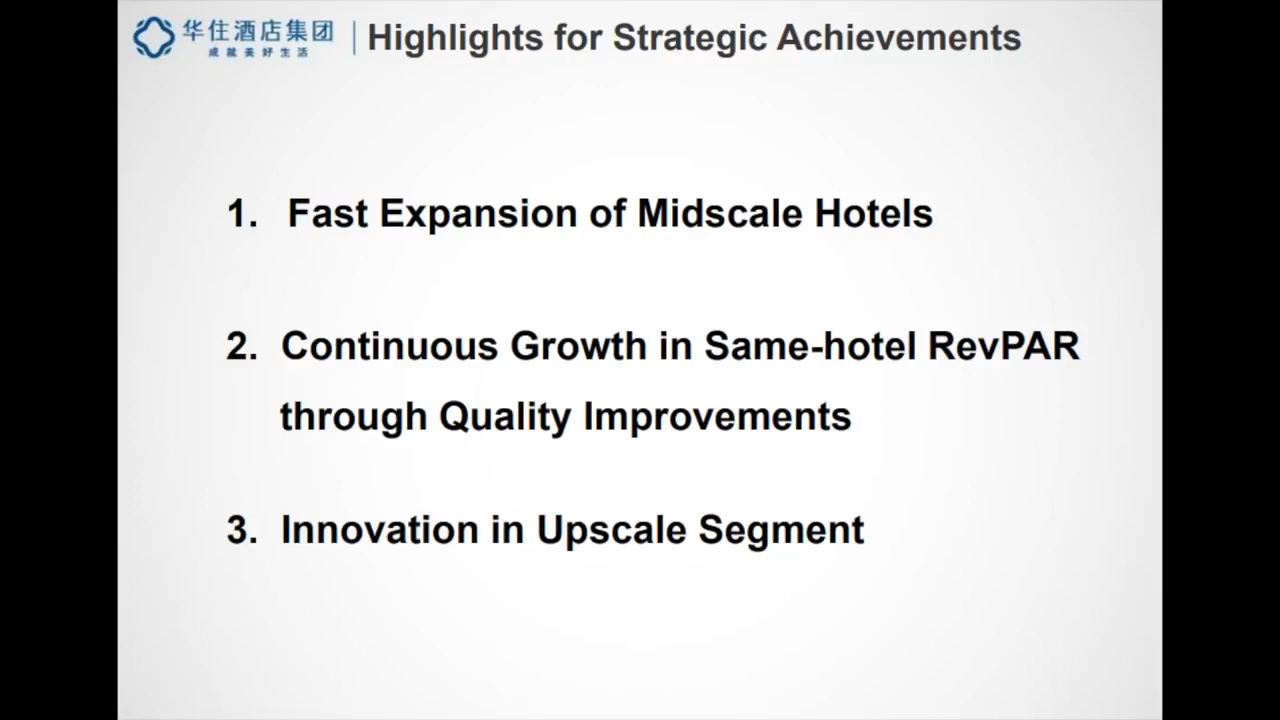 华住酒店集团
成就美好生活
Highlights for Strategic Achievements
1. Fast Expansion of Midscale Hotels
2. Continuous Growth in Same-hotel RevPAR
through Quality Improvements
3. Innovation in Upscale Segment